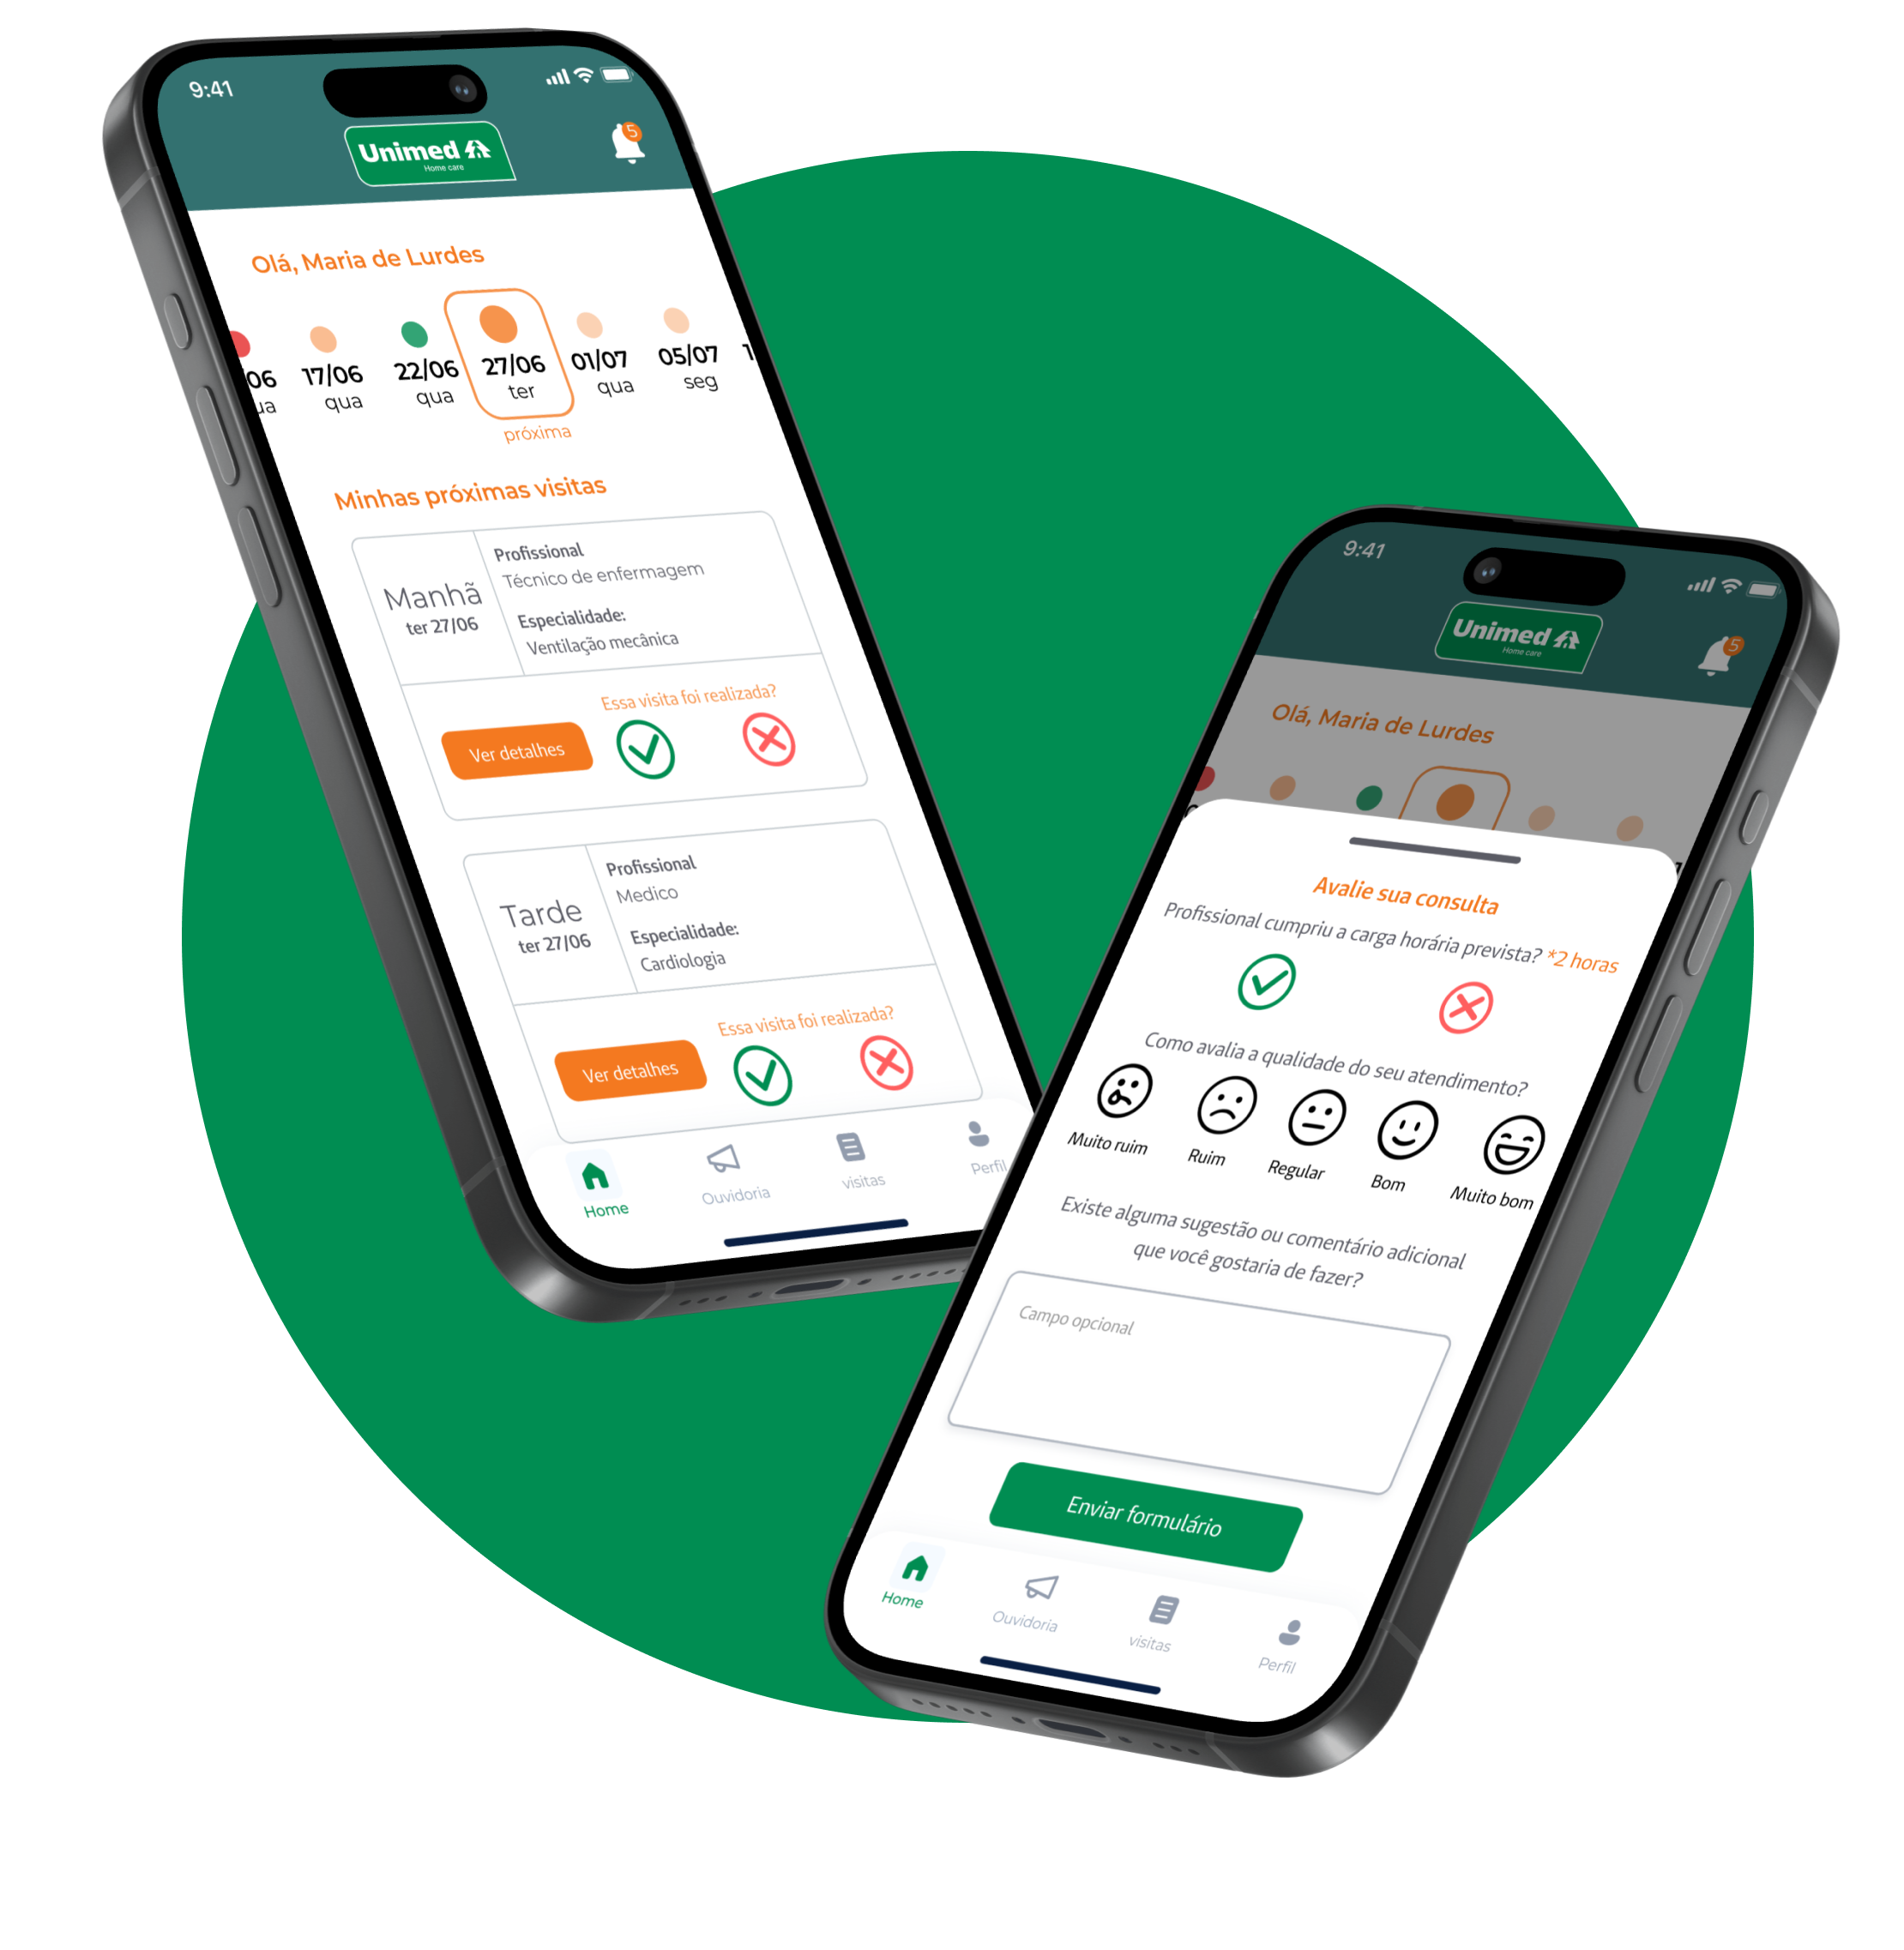 9:41
Unimed
Home care
5
Olá, Maria de Lurdes
/06 17/06 22/06 27/06 01/07 05/07 1
ua qua qua ter qua seg
próxima
Minhas próximas visitas
Manhã
ter 27/06
Profissional
Técnico de enfermagem
Especialidade:
Ventilação mecânica
Essa visita foi realizada?
Ver detalhes
Tarde
ter 27/06
Profissional
Medico
Especialidade:
Cardiologia
Essa visita foi realizada?
Ver detalhes
Home Ouvidoria visitas Perfil
9:41
Unimed
Home care
5
Olá, Maria de Lurdes
Avalie sua consulta
Profissional cumpriu a carga horária prevista? *2 horas
Como avalia a qualidade do seu atendimento?
Muito ruim Ruim Regular Bom Muito bom
Existe alguma sugestão ou comentário adicional
que você gostaria de fazer?
Campo opcional
Enviar formulário
Home Ouvidoria visitas Perfil